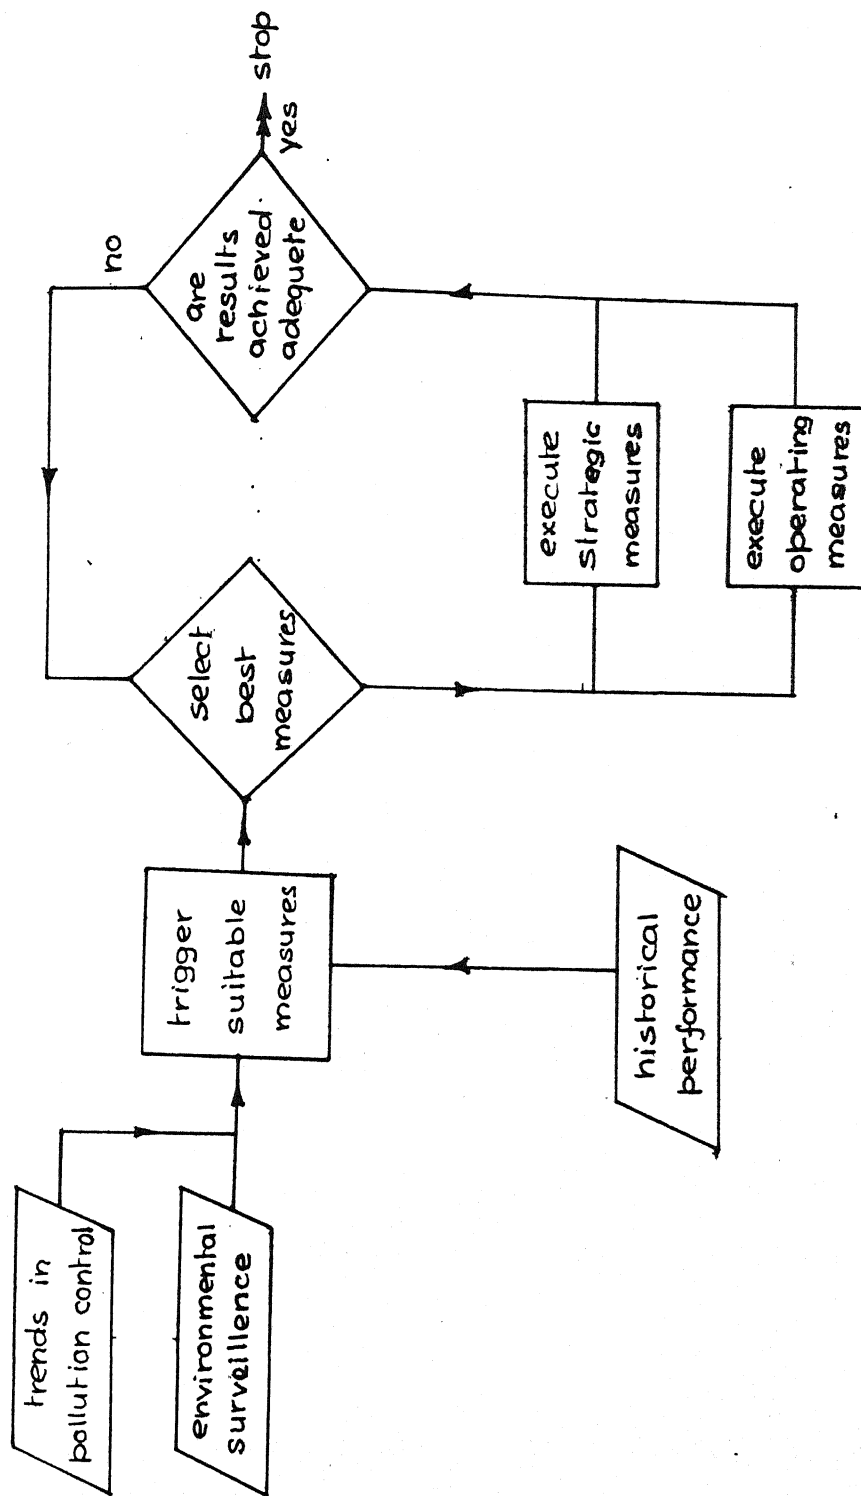 trends in
pollution control
environmental
surveillence
trigger
suitable
measures
historical
performance
select
best
measures
execute
strategic
measures
execute
operating
measures
are
results
achieved
adequete
no
yes
stop